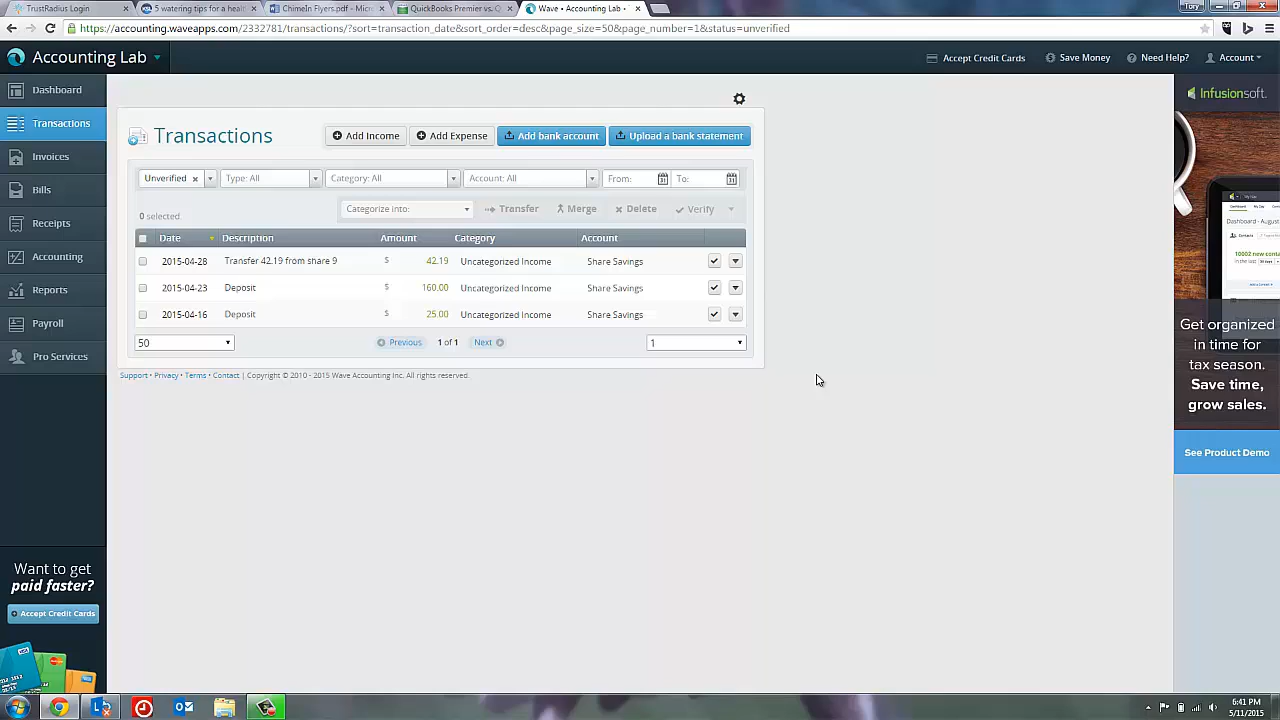 TrustRadius Login
5 watering tips for a healt
ChimeIn Flyers.pdf - Micr
QuickBooks Premier vs. Q
Wave • Accounting Lab •
Tory
https://accounting.waveapps.com/2332781/transactions/?sort=transaction_date&sort_order=desc&page_size=50&page_number=1&status=unverified
Accounting Lab
Accept Credit Cards
Save Money
Need Help?
Account
Dashboard
Transactions
Invoices
Bills
Receipts
Accounting
Reports
Payroll
Pro Services
Transactions
Add Income
Add Expense
Add bank account
Upload a bank statement
Unverified
Type: All
Category: All
Account: All
From:
To:
0 selected
Categorize into:
Transfer
Merge
Delete
Verify
Date Description Amount Category Account
2015-04-28 Transfer 42.19 from share 9 $ 42.19 Uncategorized Income Share Savings
2015-04-23 Deposit $ 160.00 Uncategorized Income Share Savings
2015-04-16 Deposit $ 25.00 Uncategorized Income Share Savings
50
Previous 1 of 1 Next
1
Support • Privacy • Terms • Contact | Copyright © 2010 - 2015 Wave Accounting Inc. All rights reserved.
Infusionsoft.
Dashboard - August
10002 new conta
Get organized
in time for
tax season.
Save time,
grow sales.
See Product Demo
Want to get
paid faster?
Accept Credit Cards
VISA
6:41 PM
5/11/2015